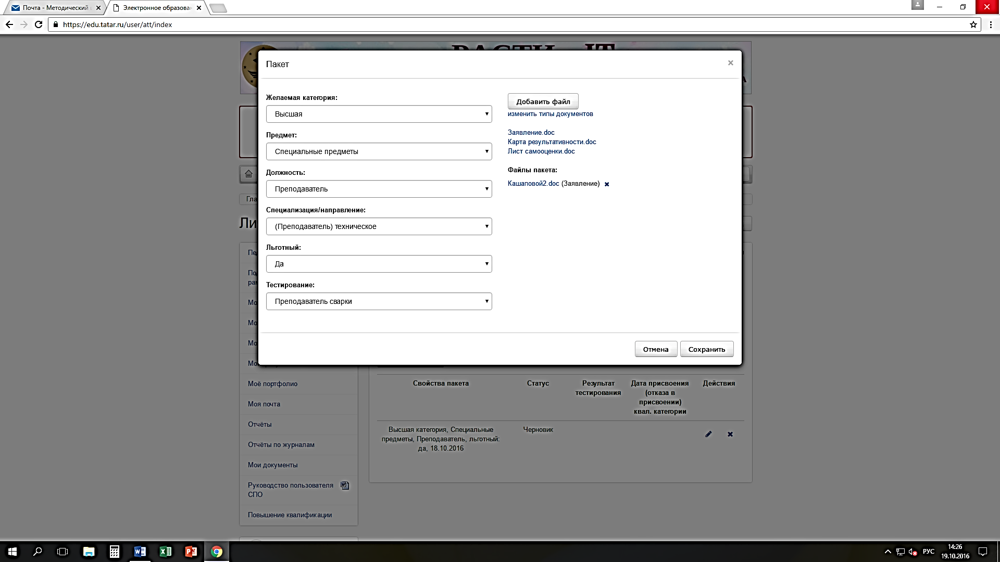 Почта - Методический
Электронное образова
https://edu.tatar.ru/user/att/index
Пакет
×
Желаемая категория:
Высшая
Предмет:
Специальные предметы
Должность:
Преподаватель
Специализация/направление:
(Преподаватель) техническое
Льготный:
Да
Тестирование:
Преподаватель сварки
Добавить файл
изменить типы документов
Заявление.doc
Карта результативности.doc
Лист самооценки.doc
Файлы пакета:
Кашаповой2.doc (Заявление)
Отмена
Сохранить
Моё портфолио
Моя почта
Отчёты
Отчёты по журналам
Мои документы
Руководство пользователя
СПО
Повышение квалификации
Свойства пакета
Статус
Результат
тестирования
Дата присвоения
(отказа в
присвоении)
квал. категории
Действия
Высшая категория, Специальные
предметы, Преподаватель, льготный:
да, 18.10.2016
Черновик
РУС
14:26
19.10.2016